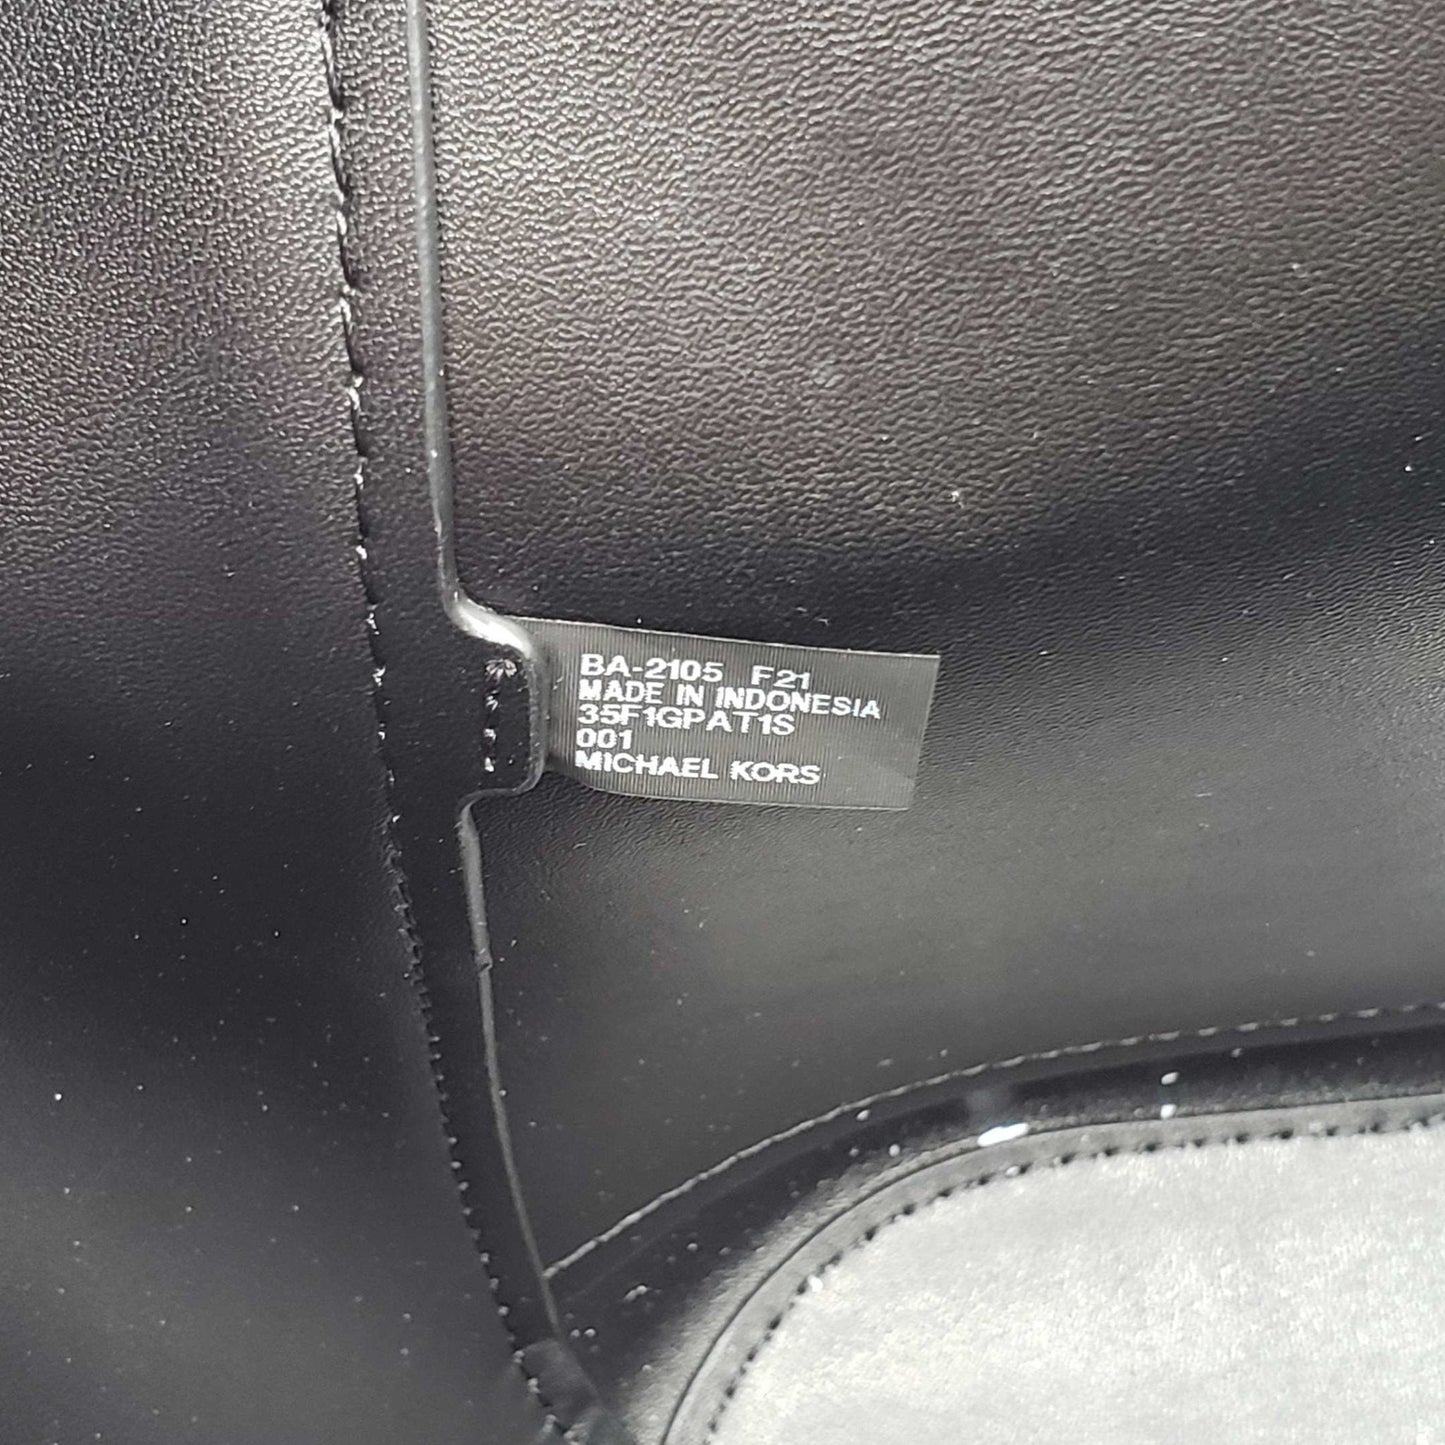 BA-2105 F21
MADE IN INDONESIA
35F1GPAT1S
001
MICHAEL KORS